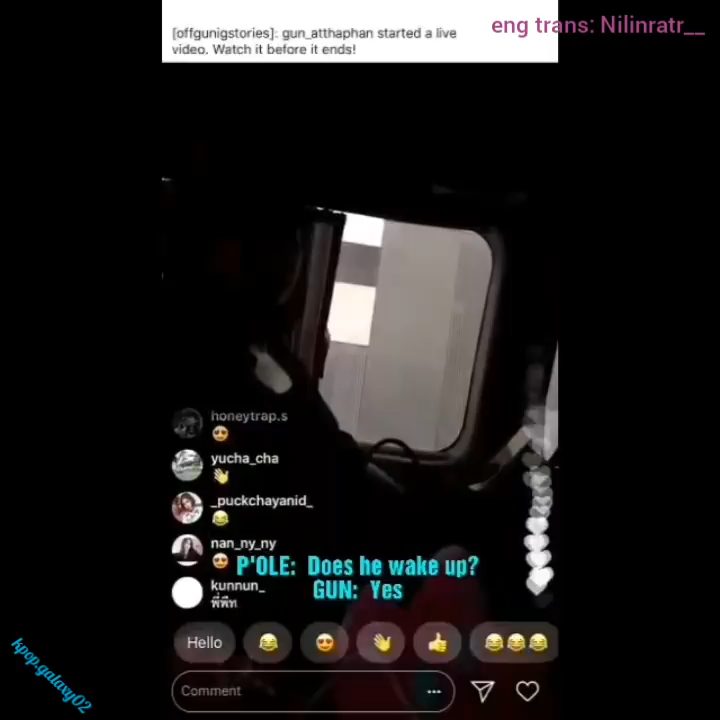 [offgunigstories]: gun_atthaphan started a live
video. Watch it before it ends!
eng trans: Nilinratr__
honeytrap.s
yucha_cha
_puckchayanid_
nan_ny_ny
P'OLE: Does he wake up?
GUN: Yes
kunnun_
พี่พีท
Hello
Comment
kpop.galaxy02